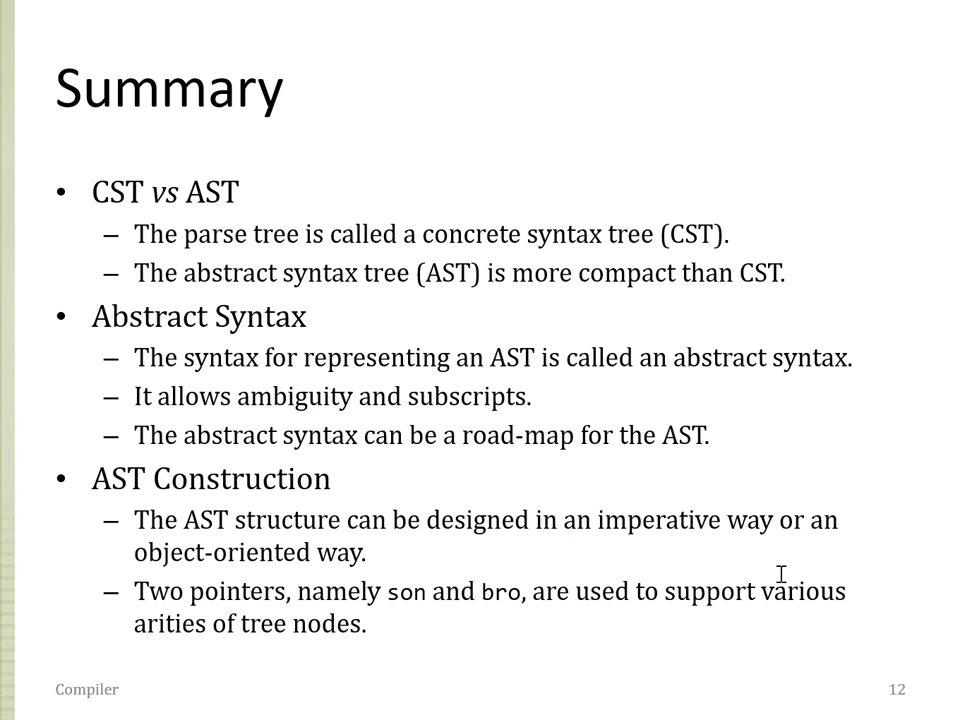 Summary
• CST vs AST
– The parse tree is called a concrete syntax tree (CST).
– The abstract syntax tree (AST) is more compact than CST.
• Abstract Syntax
– The syntax for representing an AST is called an abstract syntax.
– It allows ambiguity and subscripts.
– The abstract syntax can be a road-map for the AST.
• AST Construction
– The AST structure can be designed in an imperative way or an
object-oriented way.
– Two pointers, namely son and bro, are used to support various
arities of tree nodes.
Compiler
12